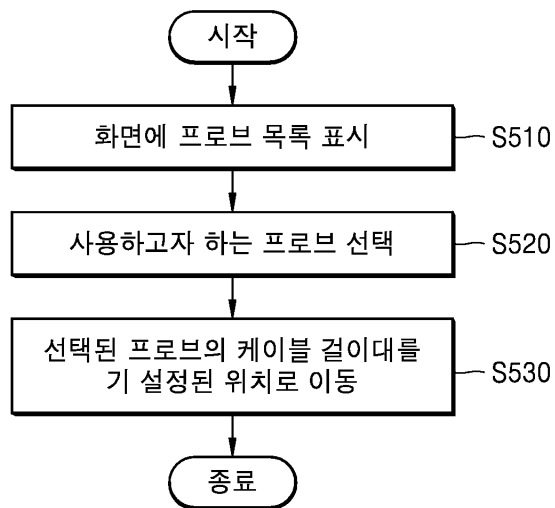 시작
화면에 프로브 목록 표시
S510
사용하고자 하는 프로브 선택
S520
선택된 프로브의 케이블 걸이대를
기 설정된 위치로 이동
S530
종료